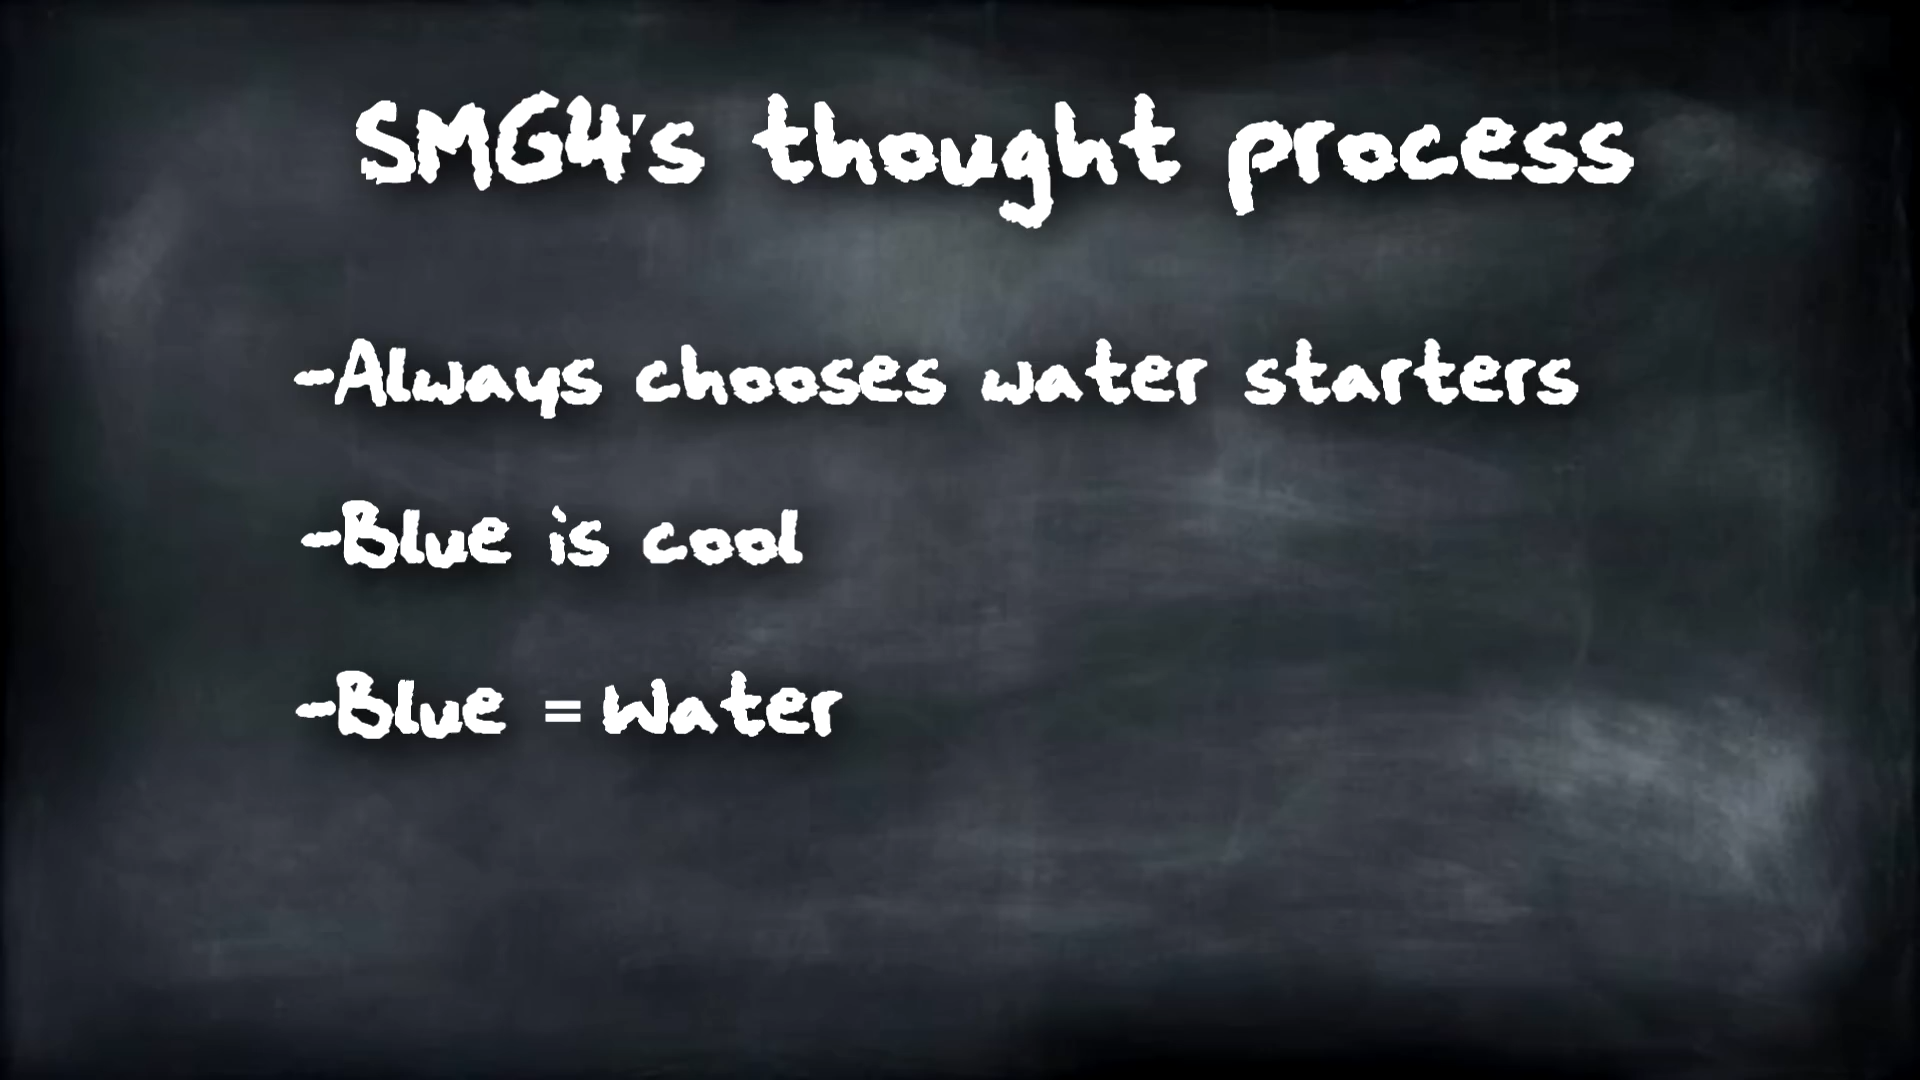 SMG4's thought process
-Always chooses water starters
-Blue is cool
-Blue = Water